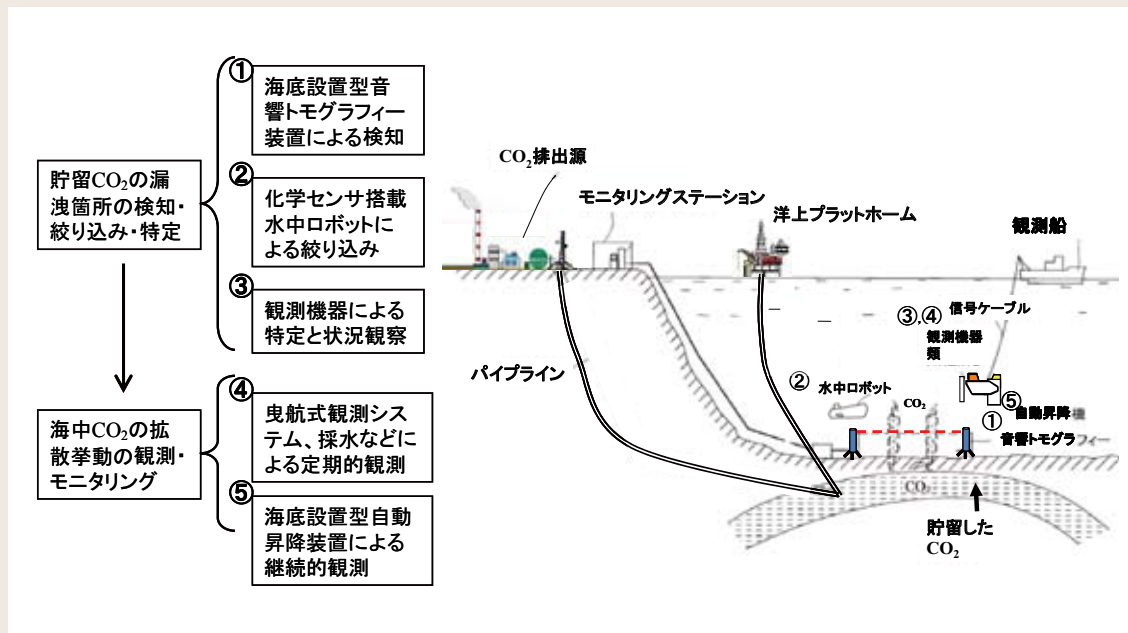 貯留CO₂の漏
洩箇所の検知・
絞り込み・特定
①
海底設置型音
響トモグラフィー
装置による検知
②
化学センサ搭載
水中ロボットに
よる絞り込み
③
観測機器による
特定と状況観察
海中CO₂の拡
散挙動の観測・
モニタリング
④
曳航式観測シス
テム、採水などに
よる定期的観測
⑤
海底設置型自動
昇降装置による
継続的観測
CO₂排出源
モニタリングステーション
洋上プラットホーム
観測船
③,④
信号ケーブル
観測機器
類
パイプライン
②
水中ロボット
CO₂
⑤
自動昇降機
①
音響トモグラフィー
CO₂
貯留した
CO₂